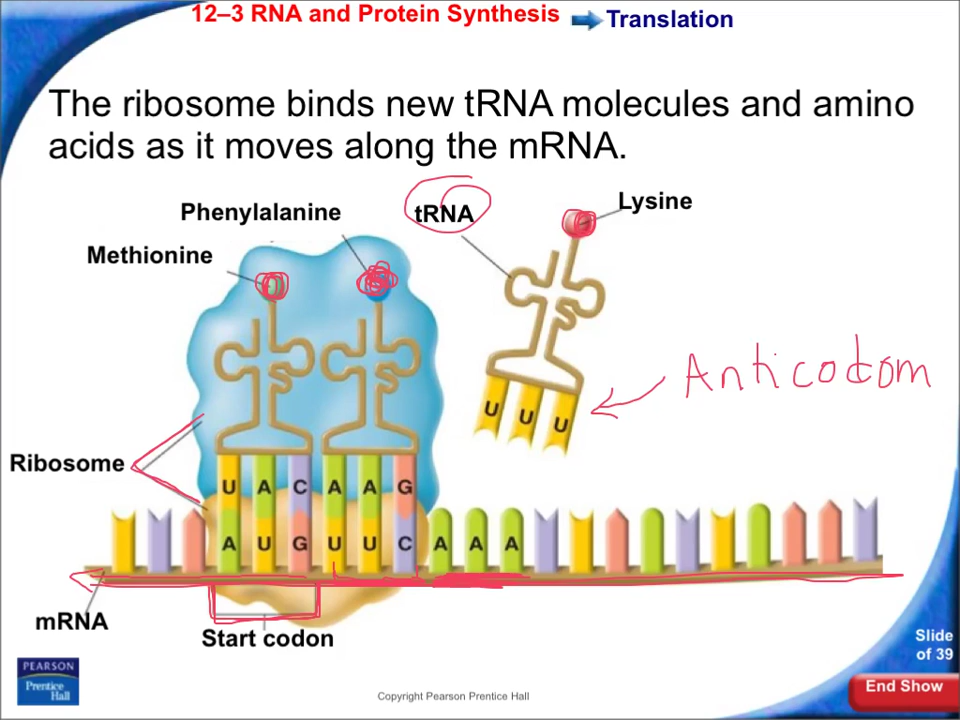 12–3 RNA and Protein Synthesis Translation
The ribosome binds new tRNA molecules and amino
acids as it moves along the mRNA.
Lysine
Phenylalanine
tRNA
Methionine
Anticodom
U U U
Ribosome
U A C A A G
A U G U U C A A A
mRNA
Start codon
Slide
of 39
PEARSON
Prentice
Hall
End Show
Copyright Pearson Prentice Hall